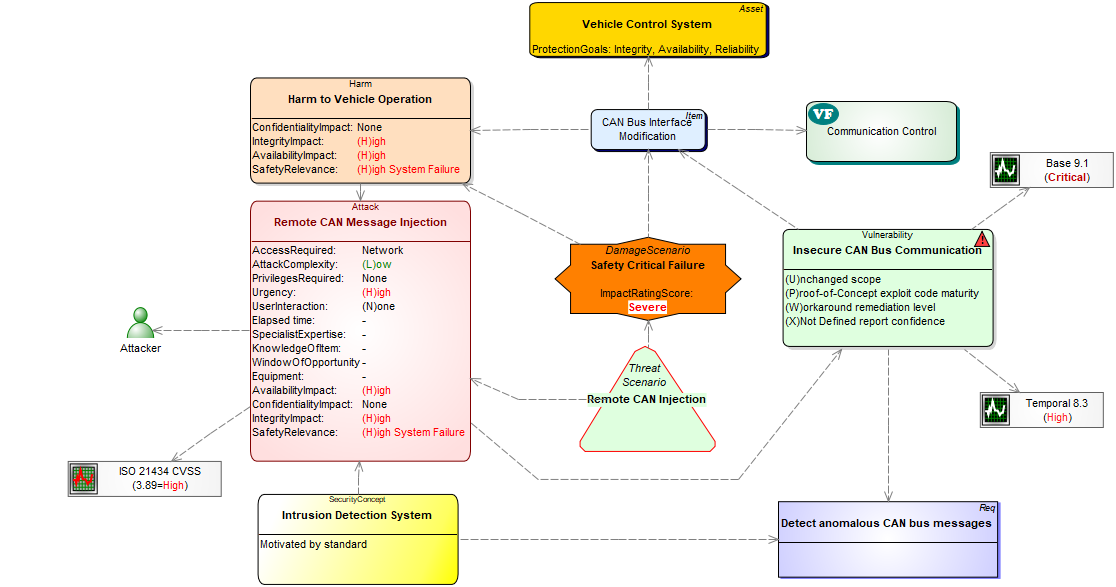 Asset
Vehicle Control System
ProtectionGoals: Integrity, Availability, Reliability
Harm
Harm to Vehicle Operation
ConfidentialityImpact: None
IntegrityImpact: (H)igh
AvailabilityImpact: (H)igh
SafetyRelevance: (H)igh System Failure
Item
CAN Bus Interface
Modification
VF
Communication Control
Base 9.1
(Critical)
Attack
Remote CAN Message Injection
AccessRequired: Network
AttackComplexity: (L)ow
PrivilegesRequired: None
Urgency: (H)igh
UserInteraction: (N)one
Elapsed time: -
SpecialistExpertise: -
KnowledgeOfItem: -
WindowOfOpportunity -
Equipment: -
AvailabilityImpact: (H)igh
ConfidentialityImpact: None
IntegrityImpact: (H)igh
SafetyRelevance: (H)igh System Failure
DamageScenario
Safety Critical Failure
ImpactRatingScore:
Severe
Vulnerability
Insecure CAN Bus Communication
(U)nchanged scope
(P)roof-of-Concept exploit code maturity
(W)orkaround remediation level
(X)Not Defined report confidence
Attacker
Threat
Scenario
Remote CAN Injection
Temporal 8.3
(High)
ISO 21434 CVSS
(3.89=High)
SecurityConcept
Intrusion Detection System
Motivated by standard
Req
Detect anomalous CAN bus messages